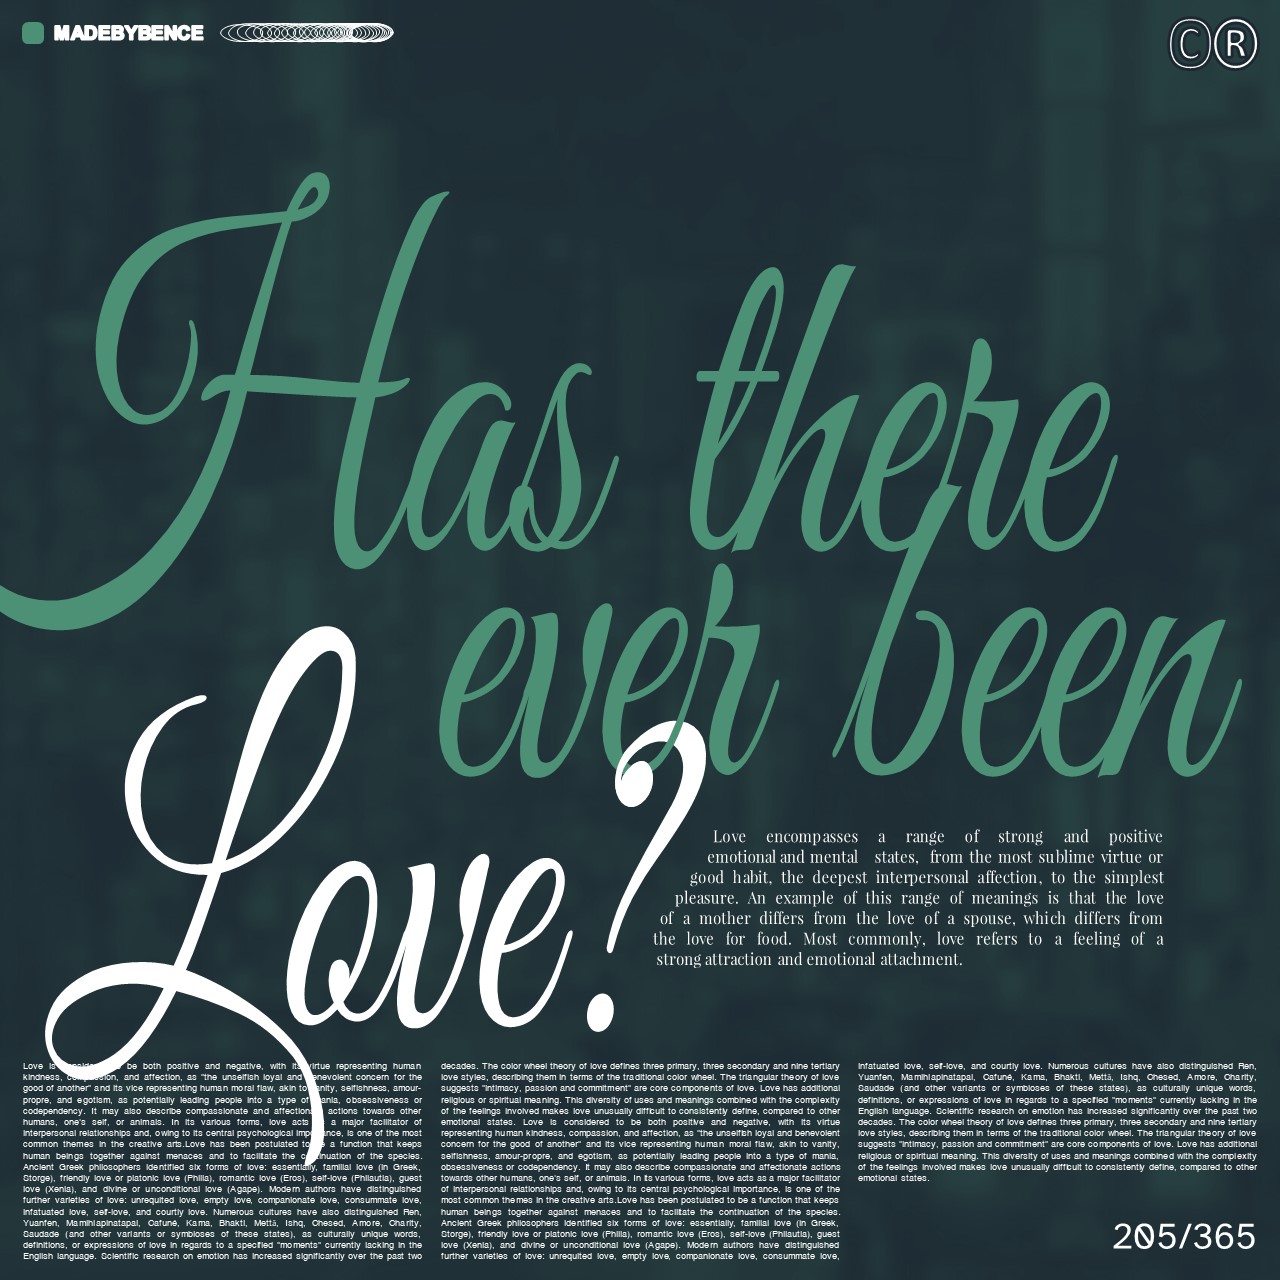 MADEBYBENCE
CR
Has there
ever been
Love?
Love encompasses a range of strong and positive
emotional and mental states, from the most sublime virtue or
good habit, the deepest interpersonal affection, to the simplest
pleasure. An example of this range of meanings is that the love
of a mother differs from the love of a spouse, which differs from
the love for food. Most commonly, love refers to a feeling of a
strong attraction and emotional attachment.
Love is considered to be both positive and negative, with its virtue representing human
kindness, compassion, and affection, as "the unselfish loyal and benevolent concern for the
good of another" and its vice representing human moral flaw, akin to vanity, selfishness, amour-
propre, and egotism, as potentially leading people into a type of mania, obsessiveness or
codependency. It may also describe compassionate and affectionate actions towards other
humans, one's self, or animals. In its various forms, love acts as a major facilitator of
interpersonal relationships and, owing to its central psychological importance, is one of the most
common themes in the creative arts.Love has been postulated to be a function that keeps
human beings together against menaces and to facilitate the continuation of the species.
Ancient Greek philosophers identified six forms of love: essentially, familial love (in Greek,
Storge), friendly love or platonic love (Philia), romantic love (Eros), self-love (Philautia), guest
love (Xenia), and divine or unconditional love (Agape). Modern authors have distinguished
further varieties of love: unrequited love, empty love, companionate love, consummate love,
infatuated love, self-love, and courtly love. Numerous cultures have also distinguished Ren,
Yuanfen, Mamihlapinatapai, Cafuné, Kama, Bhakti, Mettā, Ishq, Chesed, Amore, Charity,
Saudade (and other variants or symbioses of these states), as culturally unique words,
definitions, or expressions of love in regards to a specified "moments" currently lacking in the
English language. Scientific research on emotion has increased significantly over the past two
decades. The color wheel theory of love defines three primary, three secondary and nine tertiary
love styles, describing them in terms of the traditional color wheel. The triangular theory of love
suggests "intimacy, passion and commitment" are core components of love. Love has additional
religious or spiritual meaning. This diversity of uses and meanings combined with the complexity
of the feelings involved makes love unusually difficult to consistently define, compared to other
emotional states. Love is considered to be both positive and negative, with its virtue
representing human kindness, compassion, and affection, as "the unselfish loyal and benevolent
concern for the good of another" and its vice representing human moral flaw, akin to vanity,
selfishness, amour-propre, and egotism, as potentially leading people into a type of mania,
obsessiveness or codependency. It may also describe compassionate and affectionate actions
towards other humans, one's self, or animals. In its various forms, love acts as a major facilitator
of interpersonal relationships and, owing to its central psychological importance, is one of the
most common themes in the creative arts.Love has been postulated to be a function that keeps
human beings together against menaces and to facilitate the continuation of the species.
Ancient Greek philosophers identified six forms of love: essentially, familial love (in Greek,
Storge), friendly love or platonic love (Philia), romantic love (Eros), self-love (Philautia), guest
love (Xenia), and divine or unconditional love (Agape). Modern authors have distinguished
further varieties of love: unrequited love, empty love, companionate love, consummate love,
infatuated love, self-love, and courtly love. Numerous cultures have also distinguished Ren,
Yuanfen, Mamihlapinatapai, Cafuné, Kama, Bhakti, Mettā, Ishq, Chesed, Amore, Charity,
Saudade (and other variants or symbioses of these states), as culturally unique words,
definitions, or expressions of love in regards to a specified "moments" currently lacking in the
English language. Scientific research on emotion has increased significantly over the past two
decades. The color wheel theory of love defines three primary, three secondary and nine tertiary
love styles, describing them in terms of the traditional color wheel. The triangular theory of love
suggests "intimacy, passion and commitment" are core components of love. Love has additional
religious or spiritual meaning. This diversity of uses and meanings combined with the complexity
of the feelings involved makes love unusually difficult to consistently define, compared to other
emotional states.
205/365